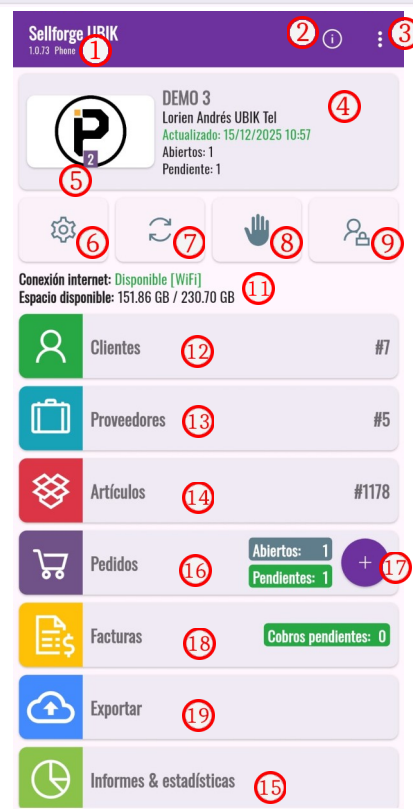 Sellforge UBIK
1.0.73 Phone
1
2
3
DEMO 3
Lorien Andrés UBIK Tel
Actualizado: 15/12/2025 10:57
Abiertos: 1
Pendiente: 1
4
P
2
5
6
7
8
9
Conexión internet: Disponible [WiFi]
Espacio disponible: 151.86 GB / 230.70 GB
11
Clientes 12 #7
Proveedores 13 #5
Artículos 14 #1178
Pedidos 16
Abiertos: 1
Pendientes: 1
+ 17
Facturas 18 Cobros pendientes: 0
Exportar 19
Informes & estadísticas 15